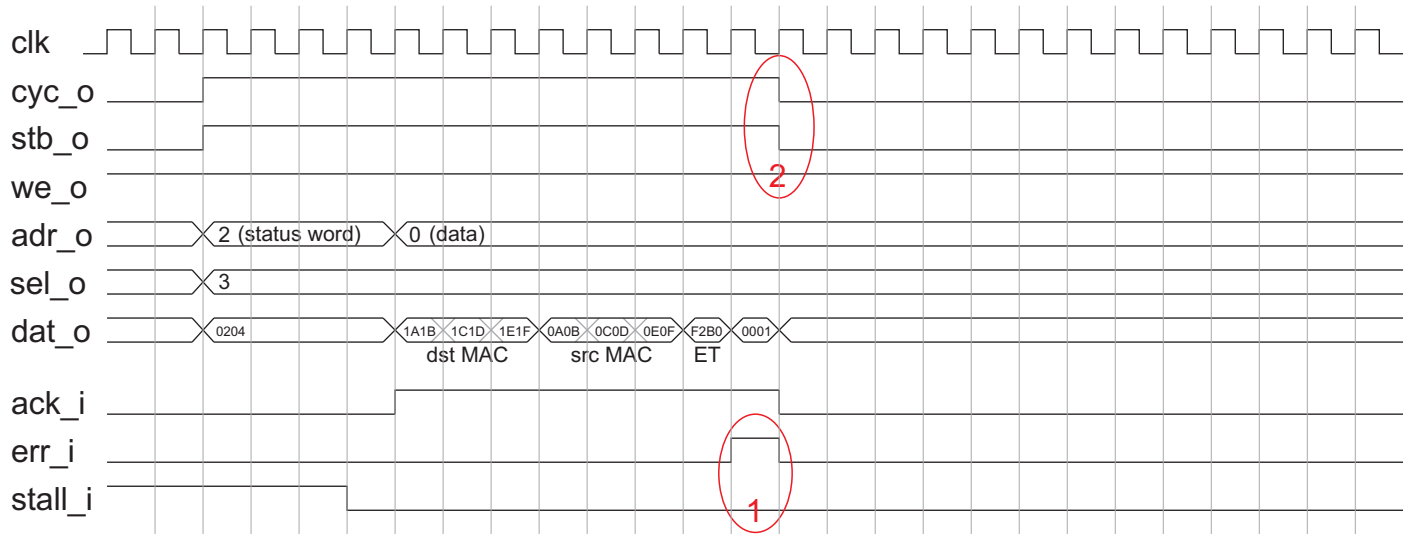 clk
cyc_o
stb_o
2
we_o
adr_o 2 (status word) 0 (data)
sel_o 3
dat_o 0204 1A1B 1C1D 1E1F 0A0B 0C0D 0E0F F2B0 0001
dst MAC src MAC ET
ack_i
err_i
stall_i 1